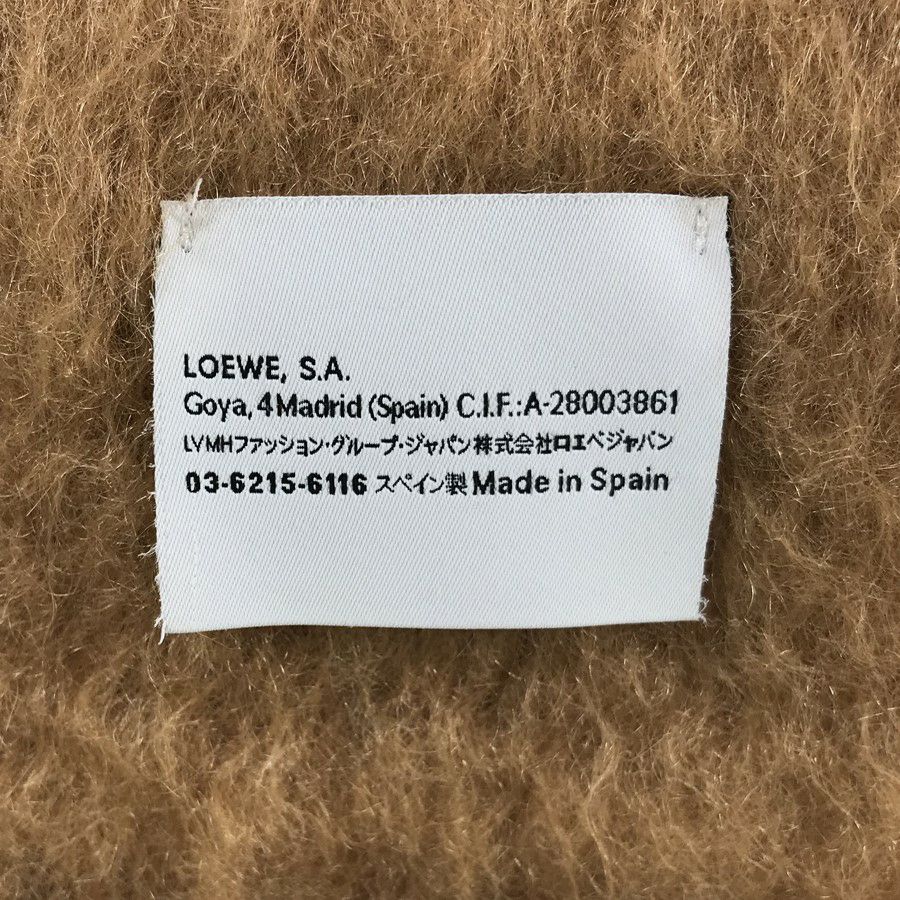 LOEWE, S.A.
Goya, 4 Madrid (Spain) C.I.F.:A-28003861
LVMHファッション・グループ・ジャパン株式会社ロエベジャパン
03-6215-6116 スペイン製 Made in Spain